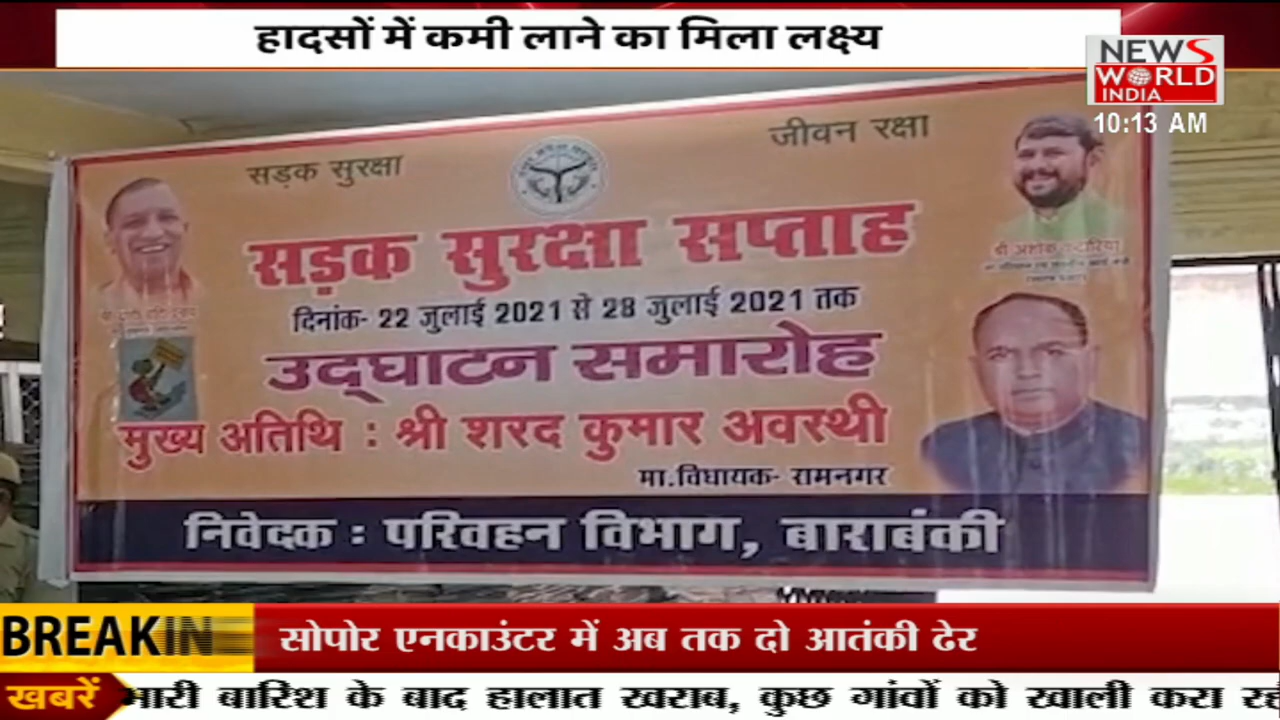 हादसों में कमी लाने का मिला लक्ष्य
NEWS
WORLD
INDIA
10:13 AM
सड़क सुरक्षा
जीवन रक्षा
सड़क सुरक्षा सप्ताह
श्री अशोक कटारिया
दिनांक- 22 जुलाई 2021 से 28 जुलाई 2021 तक
उद्घाटन समारोह
मुख्य अतिथि : श्री शरद कुमार अवस्थी
मा.विधायक- रामनगर
निवेदक : परिवहन विभाग, बाराबंकी
BREAKIN
सोपोर एनकाउंटर में अब तक दो आतंकी ढेर
खबरें
भारी बारिश के बाद हालात खराब, कुछ गांवों को खाली करा